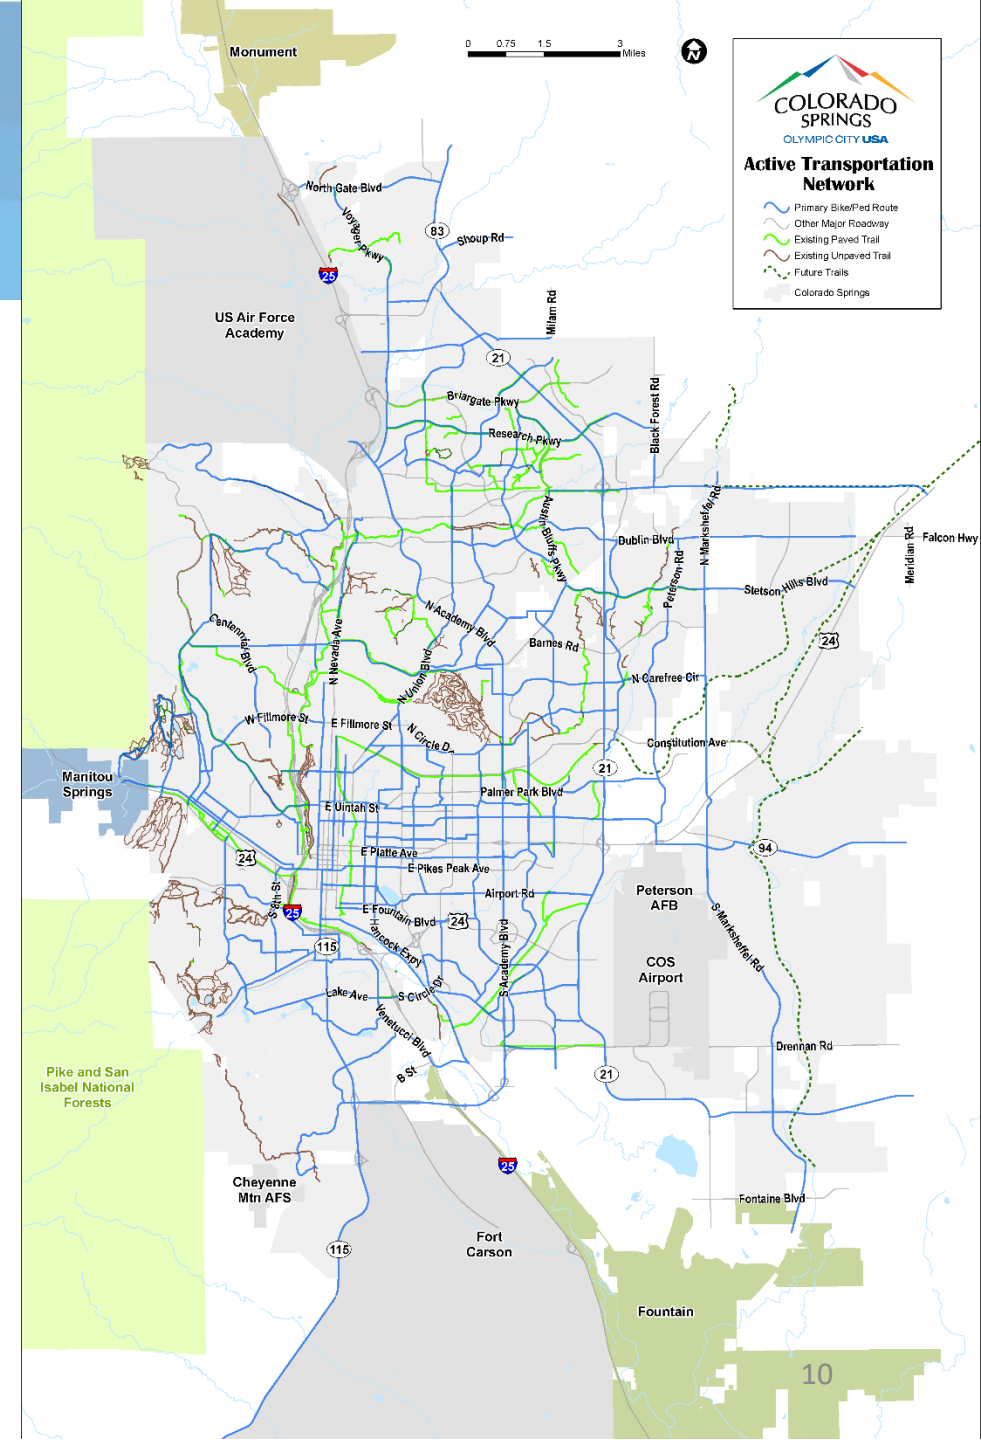 Monument
0 0.75 1.5 3
Miles
N
COLORADO
SPRINGS
OLYMPIC CITY USA
Active Transportation
Network
Primary Bike/Ped Route
Other Major Roadway
Existing Paved Trail
Existing Unpaved Trail
Future Trails
Colorado Springs
North Gate Blvd
Voyager Pkwy
83
Shoup Rd
25
US Air Force
Academy
Milam Rd
21
Briargate Pkwy
Black Forest Rd
Research Pkwy
Austin Bluffs Pkwy
N Marksheffel Rd
Dublin Blvd
Meridian Rd
Falcon Hwy
Peterson Rd
Stetson Hills Blvd
N Academy Blvd
Centennial Blvd
N Nevada Ave
Barnes Rd
24
N Union Blvd
N Carefree Cir
W Fillmore St
E Fillmore St
N Circle Dr
Constitution Ave
Manitou
Springs
21
Palmer Park Blvd
E Uintah St
24
E Platte Ave
94
E Pikes Peak Ave
S 8th St
Airport Rd
Peterson
AFB
25
E Fountain Blvd
24
115
Hancock Expy
S Academy Blvd
S Marksheffel Rd
COS
Airport
Lake Ave
S Circle Dr
Venetucci Blvd
Drennan Rd
B St
21
Pike and San
Isabel National
Forests
25
Cheyenne
Mtn AFS
Fontaine Blvd
Fort
Carson
115
Fountain
10